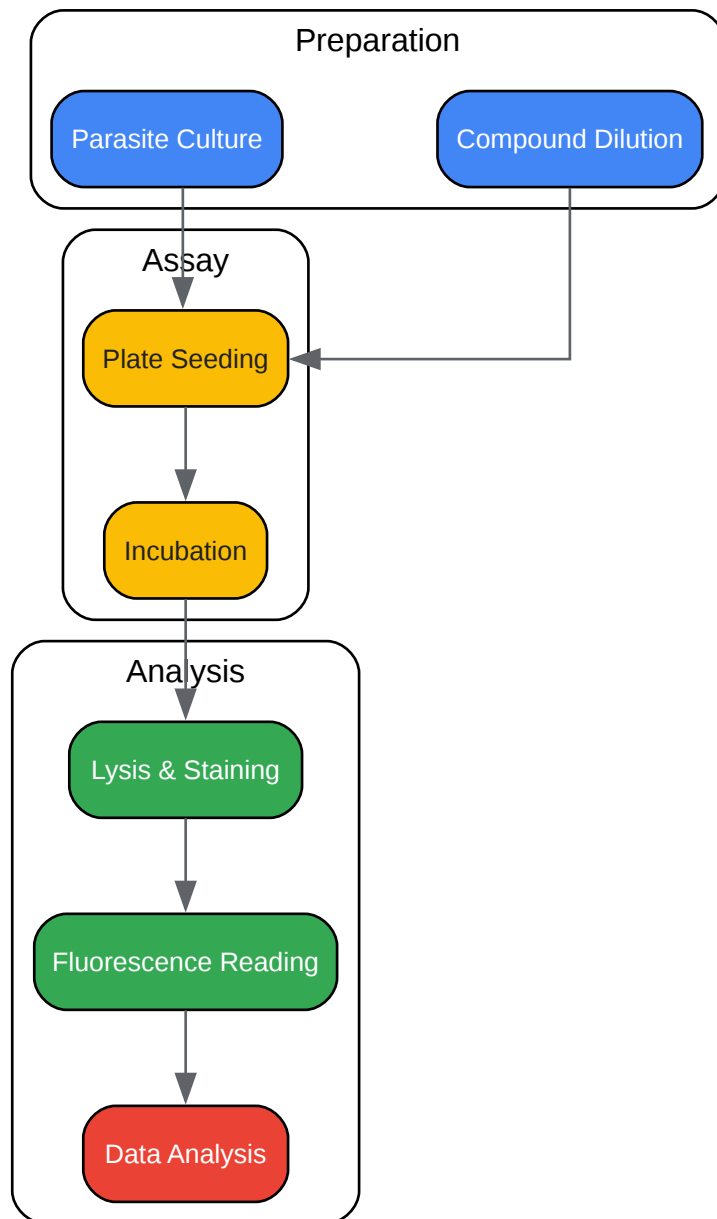 Preparation
Parasite Culture
Compound Dilution
Assay
Plate Seeding
Incubation
Analysis
Lysis & Staining
Fluorescence Reading
Data Analysis